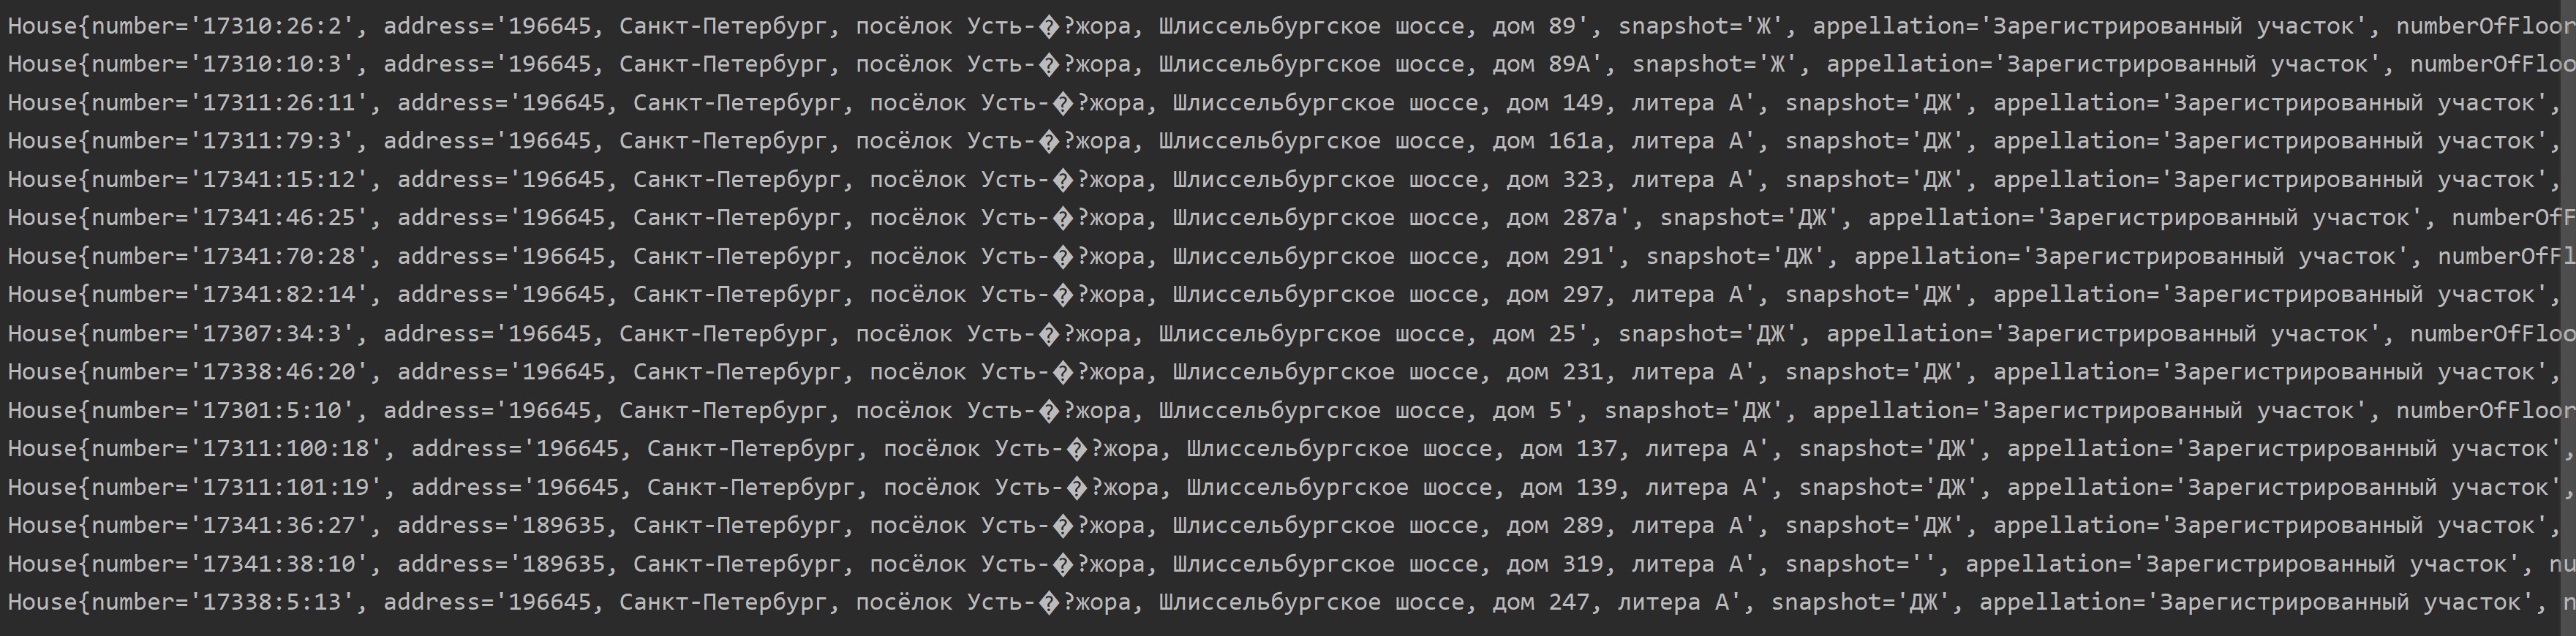 House{number='17310:26:2', address='196645, Санкт-Петербург, посёлок Усть-�?жора, Шлиссельбургское шоссе, дом 89', snapshot='Ж', appellation='Зарегистрированный участок', numberOfFloor
House{number='17310:10:3', address='196645, Санкт-Петербург, посёлок Усть-�?жора, Шлиссельбургское шоссе, дом 89А', snapshot='Ж', appellation='Зарегистрированный участок', numberOfFloo
House{number='17311:26:11', address='196645, Санкт-Петербург, посёлок Усть-�?жора, Шлиссельбургское шоссе, дом 149, литера А', snapshot='ДЖ', appellation='Зарегистрированный участок',
House{number='17311:79:3', address='196645, Санкт-Петербург, посёлок Усть-�?жора, Шлиссельбургское шоссе, дом 161а, литера А', snapshot='ДЖ', appellation='Зарегистрированный участок',
House{number='17341:15:12', address='196645, Санкт-Петербург, посёлок Усть-�?жора, Шлиссельбургское шоссе, дом 323, литера А', snapshot='ДЖ', appellation='Зарегистрированный участок',
House{number='17341:46:25', address='196645, Санкт-Петербург, посёлок Усть-�?жора, Шлиссельбургское шоссе, дом 287а', snapshot='ДЖ', appellation='Зарегистрированный участок', numberOfF
House{number='17341:70:28', address='196645, Санкт-Петербург, посёлок Усть-�?жора, Шлиссельбургское шоссе, дом 291', snapshot='ДЖ', appellation='Зарегистрированный участок', numberOfFl
House{number='17341:82:14', address='196645, Санкт-Петербург, посёлок Усть-�?жора, Шлиссельбургское шоссе, дом 297, литера А', snapshot='ДЖ', appellation='Зарегистрированный участок',
House{number='17307:34:3', address='196645, Санкт-Петербург, посёлок Усть-�?жора, Шлиссельбургское шоссе, дом 25', snapshot='ДЖ', appellation='Зарегистрированный участок', numberOfFloo
House{number='17338:46:20', address='196645, Санкт-Петербург, посёлок Усть-�?жора, Шлиссельбургское шоссе, дом 231, литера А', snapshot='ДЖ', appellation='Зарегистрированный участок',
House{number='17301:5:10', address='196645, Санкт-Петербург, посёлок Усть-�?жора, Шлиссельбургское шоссе, дом 5', snapshot='ДЖ', appellation='Зарегистрированный участок', numberOfFloor
House{number='17311:100:18', address='196645, Санкт-Петербург, посёлок Усть-�?жора, Шлиссельбургское шоссе, дом 137, литера А', snapshot='ДЖ', appellation='Зарегистрированный участок',
House{number='17311:101:19', address='196645, Санкт-Петербург, посёлок Усть-�?жора, Шлиссельбургское шоссе, дом 139, литера А', snapshot='ДЖ', appellation='Зарегистрированный участок',
House{number='17341:36:27', address='189635, Санкт-Петербург, посёлок Усть-�?жора, Шлиссельбургское шоссе, дом 289, литера А', snapshot='ДЖ', appellation='Зарегистрированный участок',
House{number='17341:38:10', address='189635, Санкт-Петербург, посёлок Усть-�?жора, Шлиссельбургское шоссе, дом 319, литера А', snapshot='', appellation='Зарегистрированный участок', nu
House{number='17338:5:13', address='196645, Санкт-Петербург, посёлок Усть-�?жора, Шлиссельбургское шоссе, дом 247, литера А', snapshot='ДЖ', appellation='Зарегистрированный участок', n